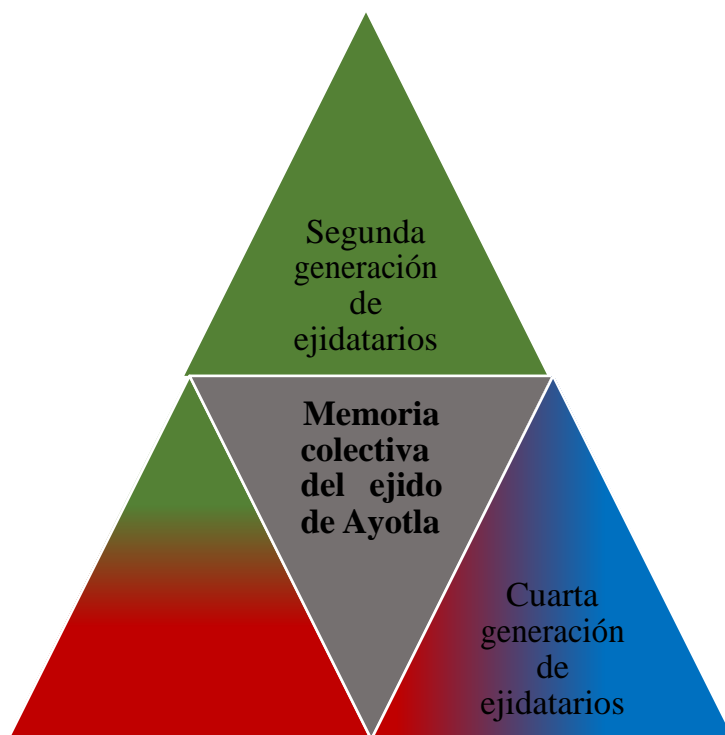 Segunda
generación
de
ejidatarios
Memoria
colectiva
del ejido
de Ayotla
Cuarta
generación
de
ejidatarios